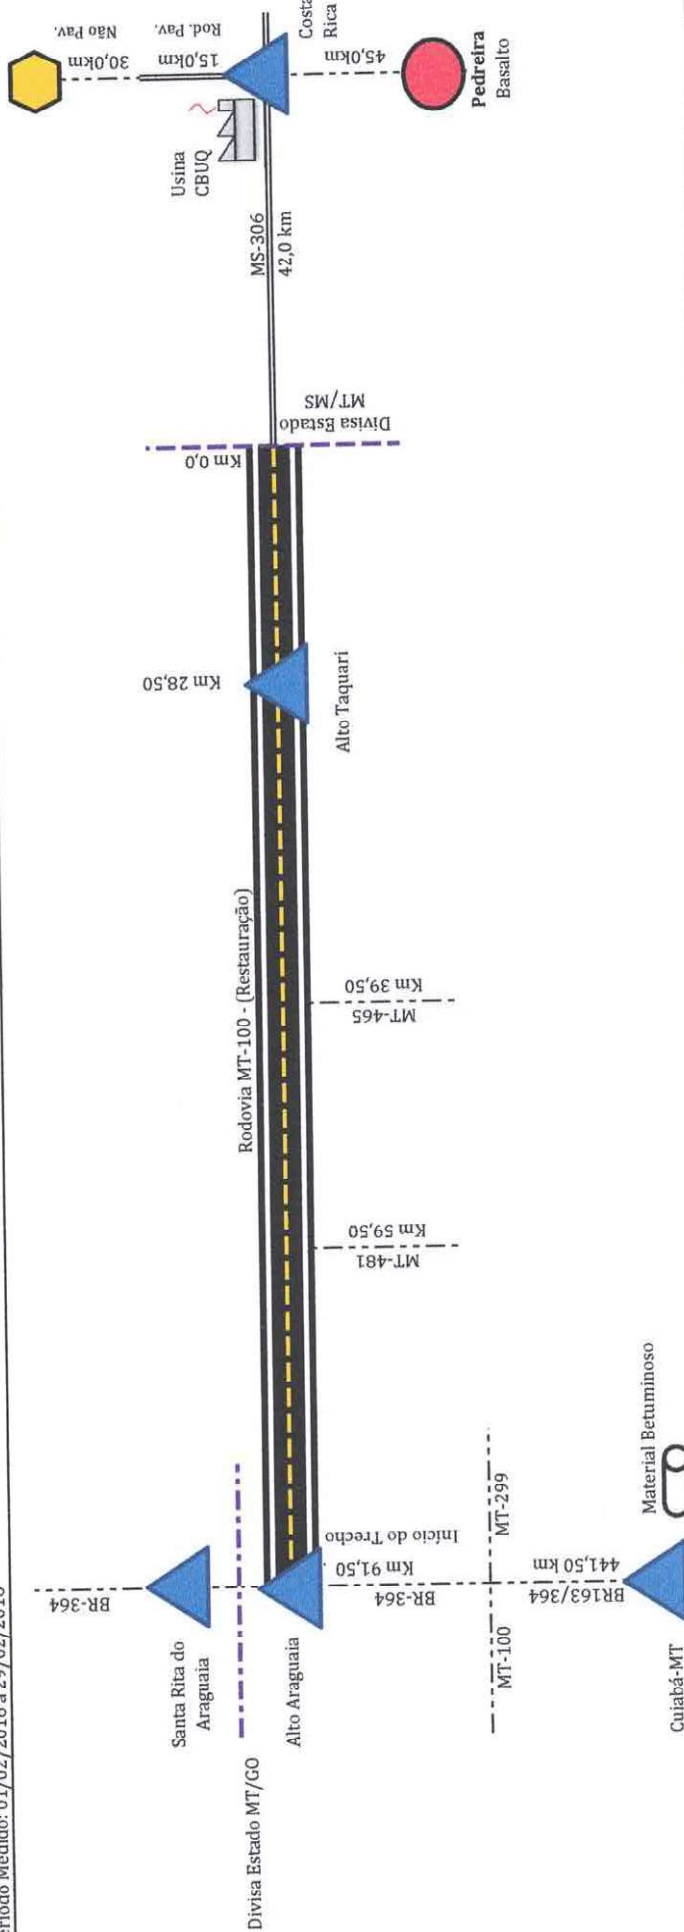 Período Medido: 01/02/2016 a 29/02/2016
BR-364
Santa Rita do
Araguaia
Divisa Estado MT/GO
Alto Araguaia
Km 91,50
Início do Trecho
BR-364
MT-100
MT-299
BR163/364
441,50 km
Cuiabá-MT
Material Betuminoso
Rodovia MT-100 - (Restauração)
MT-481
Km 59,50
MT-465
Km 39,50
Km 28,50
Alto Taquari
Km 0,0
Divisa Estado
MT/MS
MS-306
42,0 km
Usina
CBUQ
30,0km
Não Pav.
15,0km
Rod. Pav.
Costa
Rica
45,0km
Pedreira
Basalto